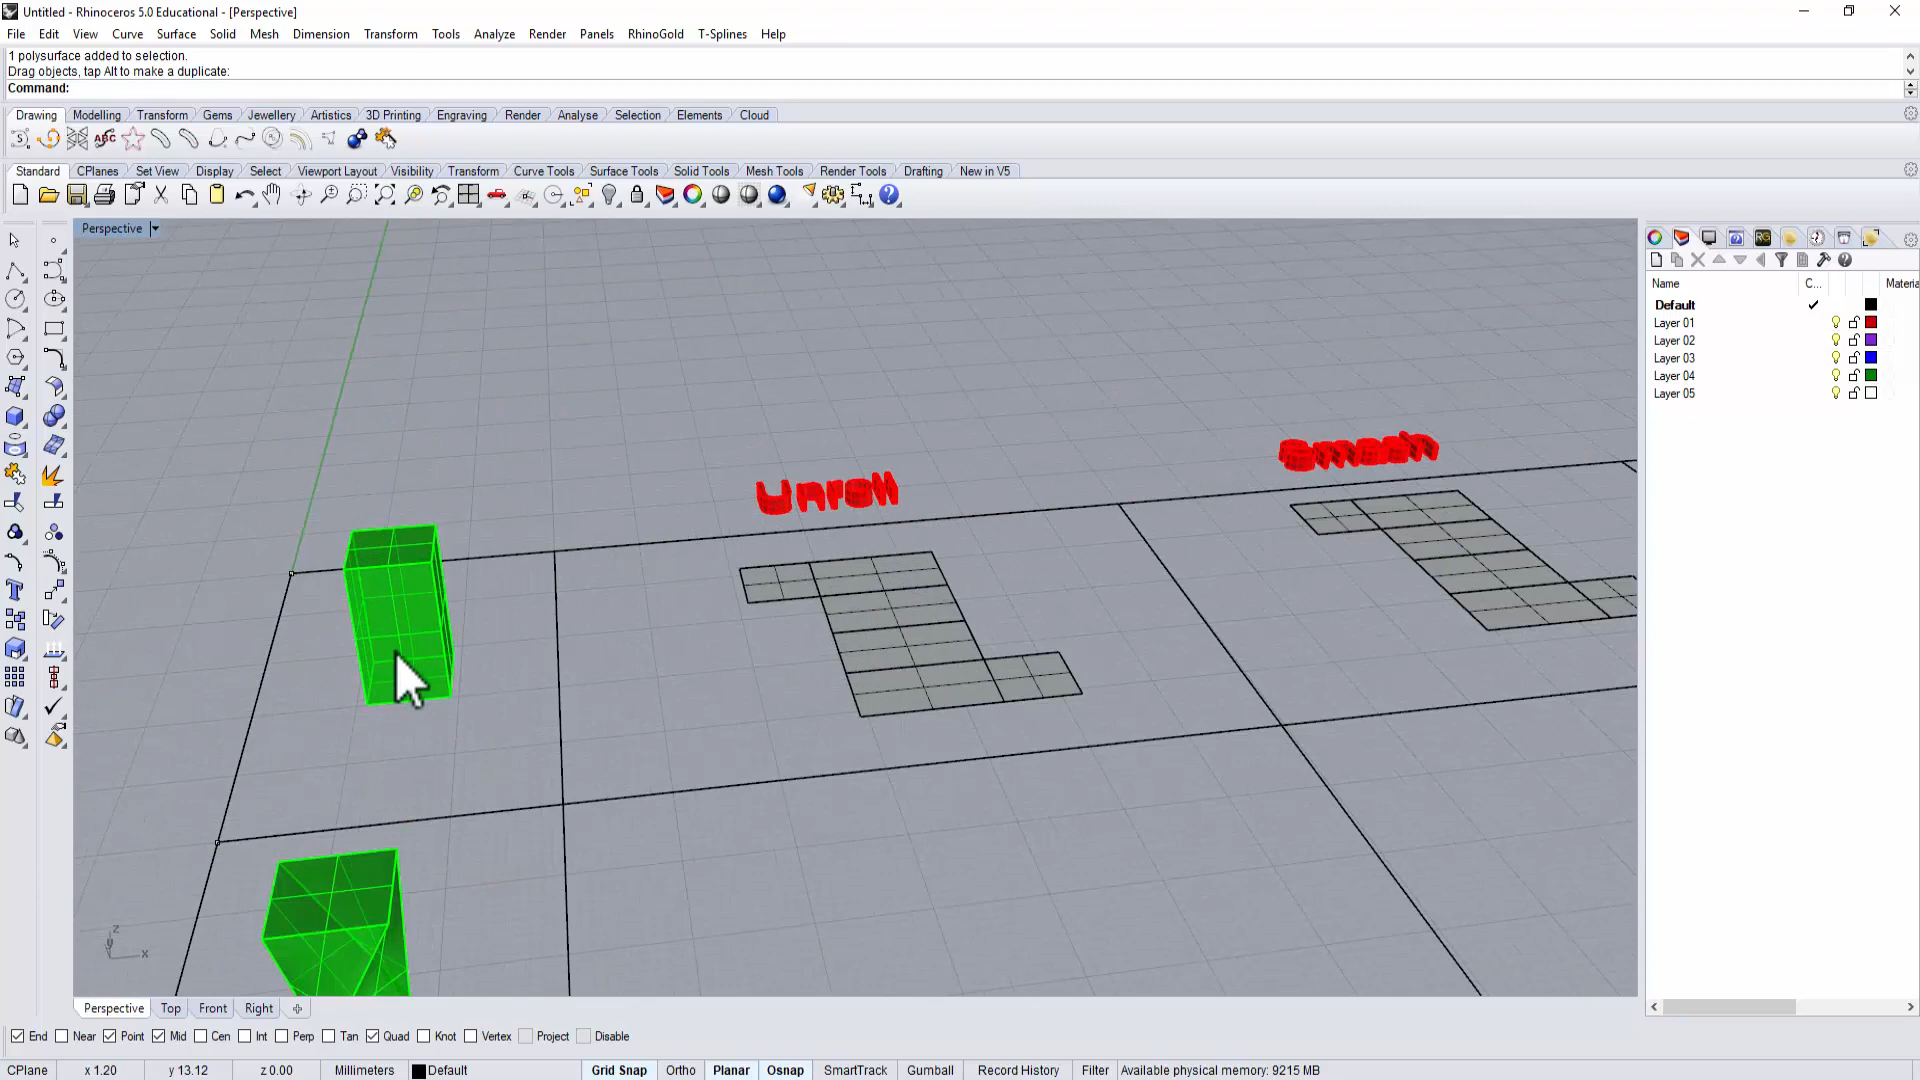 Untitled - Rhinoceros 5.0 Educational - [Perspective]
File Edit View Curve Surface Solid Mesh Dimension Transform Tools Analyze Render Panels RhinoGold T-Splines Help
1 polysurface added to selection.
Drag objects, tap Alt to make a duplicate:
Command:
Drawing Modelling Transform Gems Jewellery Artistics 3D Printing Engraving Render Analyse Selection Elements Cloud
ABC
Standard CPlanes Set View Display Select Viewport Layout Visibility Transform Curve Tools Surface Tools Solid Tools Mesh Tools Render Tools Drafting New in V5
Perspective
RG
Name C... Materia
Default
Layer 01
Layer 02
Layer 03
Layer 04
Layer 05
Smash
Unroll
z
y
x
Perspective Top Front Right
End Near Point Mid Cen Int Perp Tan Quad Knot Vertex Project Disable
CPlane x 1.20 y 13.12 z 0.00 Millimeters Default Grid Snap Ortho Planar Osnap SmartTrack Gumball Record History Filter Available physical memory: 9215 MB